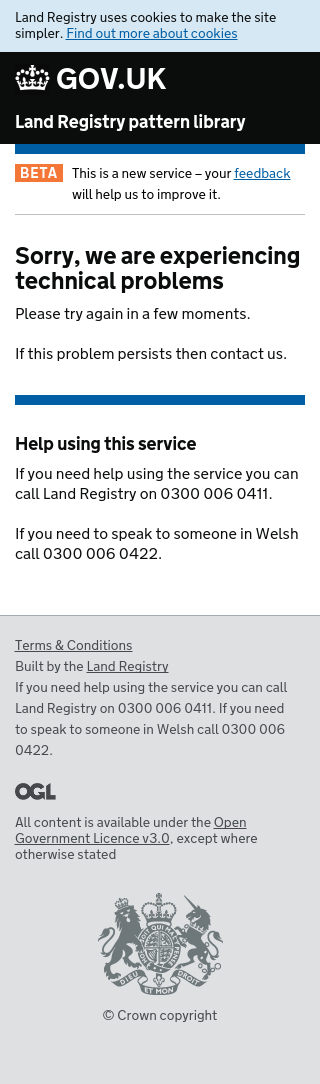 Land Registry uses cookies to make the site
simpler. Find out more about cookies
GOV.UK
Land Registry pattern library
BETA This is a new service – your feedback
will help us to improve it.
Sorry, we are experiencing
technical problems
Please try again in a few moments.
If this problem persists then contact us.
Help using this service
If you need help using the service you can
call Land Registry on 0300 006 0411.
If you need to speak to someone in Welsh
call 0300 006 0422.
Terms & Conditions
Built by the Land Registry
If you need help using the service you can call
Land Registry on 0300 006 0411. If you need
to speak to someone in Welsh call 0300 006
0422.
OGL
All content is available under the Open
Government Licence v3.0, except where
otherwise stated
DIEU ET MON DROIT
© Crown copyright